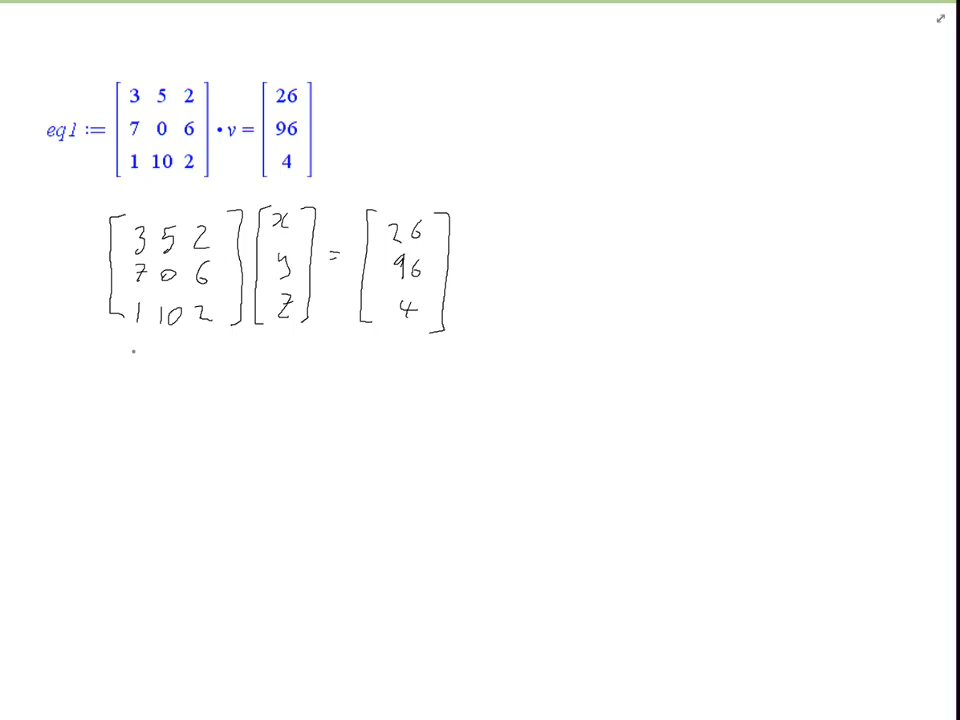 3 5 2 26
eq1 := 7 0 6 · v = 96
1 10 2 4
3 5 2 x 26
7 0 6 y = 96
1 10 2 z 4